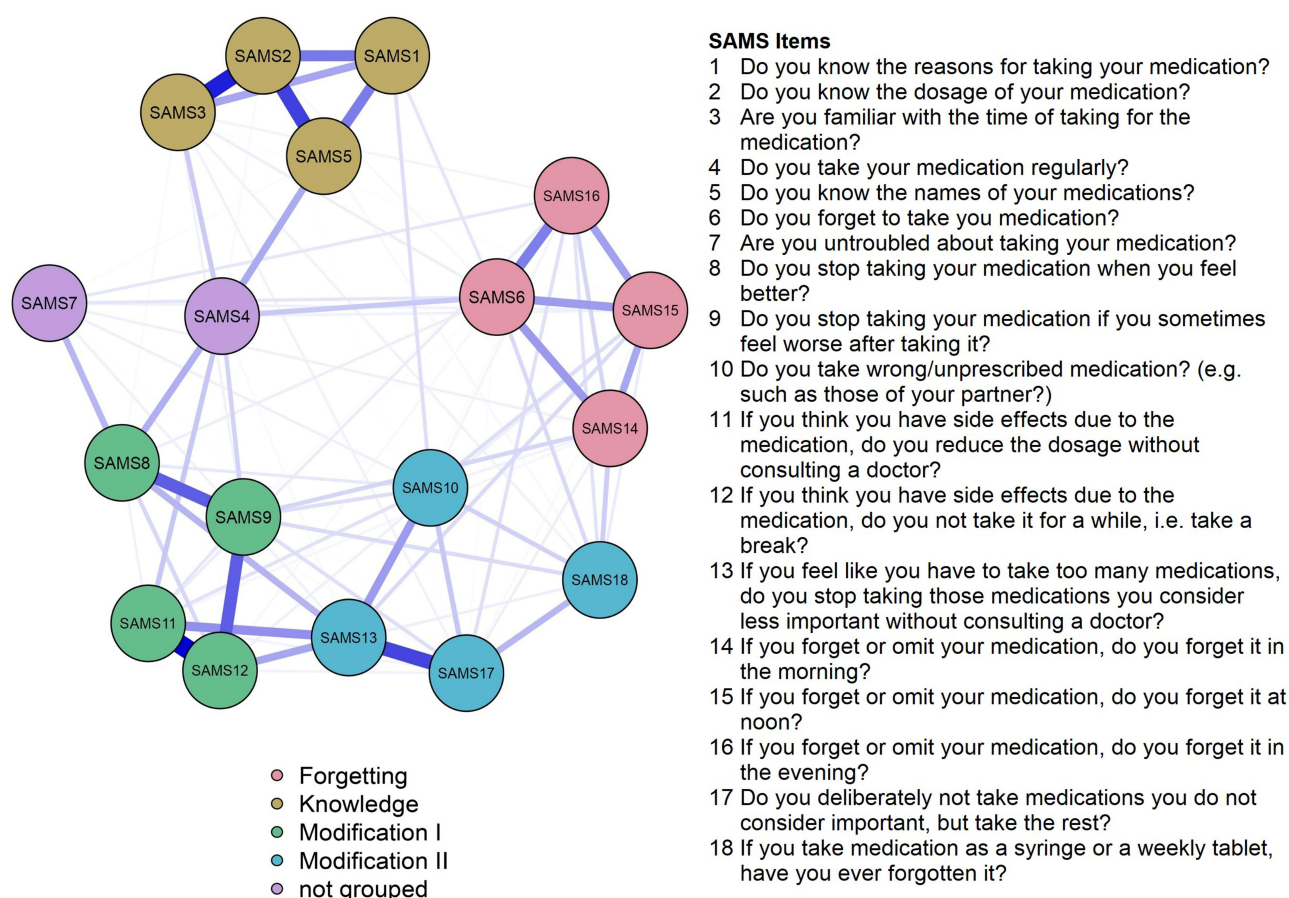 SAMS2
SAMS1
SAMS3
SAMS5
SAMS16
SAMS7
SAMS4
SAMS6
SAMS15
SAMS14
SAMS8
SAMS10
SAMS9
SAMS18
SAMS11
SAMS13
SAMS12
SAMS17
Forgetting
Knowledge
Modification I
Modification II
not grouped
SAMS Items
1 Do you know the reasons for taking your medication?
2 Do you know the dosage of your medication?
3 Are you familiar with the time of taking for the
medication?
4 Do you take your medication regularly?
5 Do you know the names of your medications?
6 Do you forget to take you medication?
7 Are you untroubled about taking your medication?
8 Do you stop taking your medication when you feel
better?
9 Do you stop taking your medication if you sometimes
feel worse after taking it?
10 Do you take wrong/unprescribed medication? (e.g.
such as those of your partner?)
11 If you think you have side effects due to the
medication, do you reduce the dosage without
consulting a doctor?
12 If you think you have side effects due to the
medication, do you not take it for a while, i.e. take a
break?
13 If you feel like you have to take too many medications,
do you stop taking those medications you consider
less important without consulting a doctor?
14 If you forget or omit your medication, do you forget it in
the morning?
15 If you forget or omit your medication, do you forget it at
noon?
16 If you forget or omit your medication, do you forget it in
the evening?
17 Do you deliberately not take medications you do not
consider important, but take the rest?
18 If you take medication as a syringe or a weekly tablet,
have you ever forgotten it?